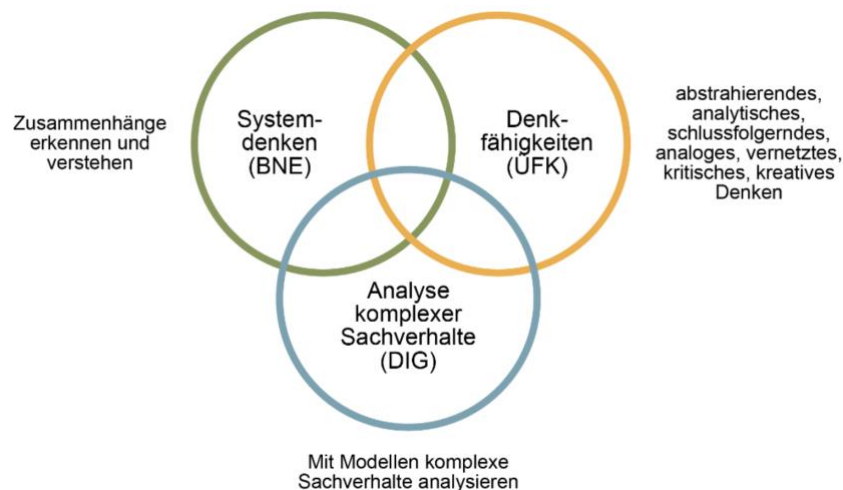 Zusammenhänge
erkennen und
verstehen
System-
denken
(BNE)
Denk-
fähigkeiten
(ÜFK)
abstrahierendes,
analytisches,
schlussfolgerndes,
analoges, vernetztes,
kritisches, kreatives
Denken
Analyse
komplexer
Sachverhalte
(DIG)
Mit Modellen komplexe
Sachverhalte analysieren